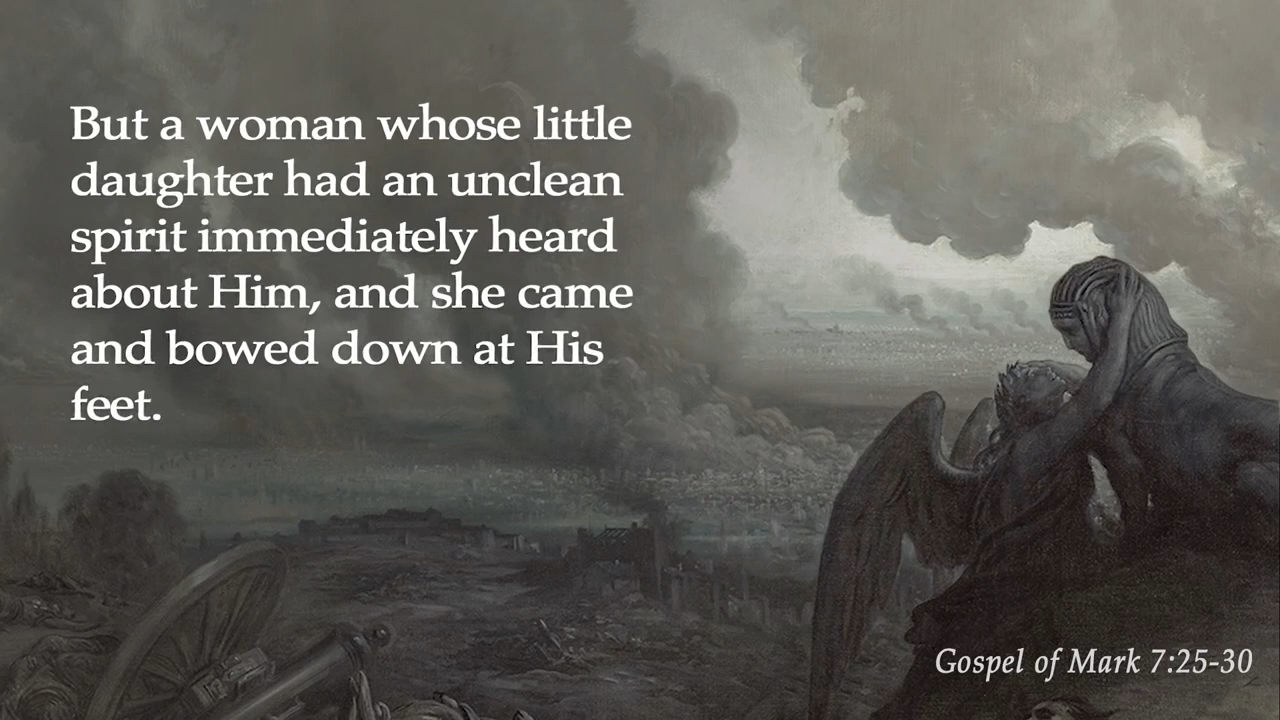 But a woman whose little
daughter had an unclean
spirit immediately heard
about Him, and she came
and bowed down at His
feet.
Gospel of Mark 7:25-30